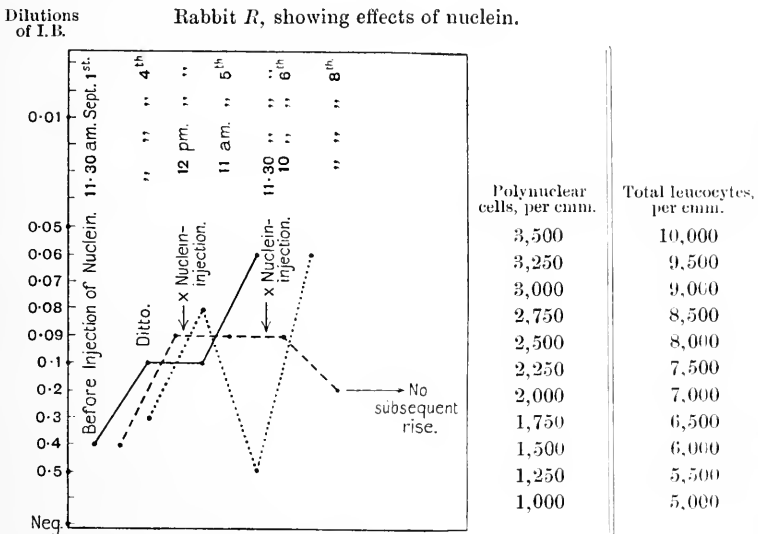 Dilutions of I.B.
Rabbit R, showing effects of nuclein.
Before Injection of Nuclein. 11·30 am. Sept. 1st.
Ditto. „ „ „ 4th
× Nuclein-injection. 12 pm. „ „
11 am. „ 5th
× Nuclein-injection. 11·30 „ „ „
10 „ „ 6th
„ „ „ 8th
0·01
0·05
0·06
0·07
0·08
0·09
0·1
0·2
0·3
0·4
0·5
Neg.
No
subsequent
rise.
Polynuclear Total leucocytes,
cells, per cmm. per cmm.
3,500 10,000
3,250 9,500
3,000 9,000
2,750 8,500
2,500 8,000
2,250 7,500
2,000 7,000
1,750 6,500
1,500 6,000
1,250 5,500
1,000 5,000